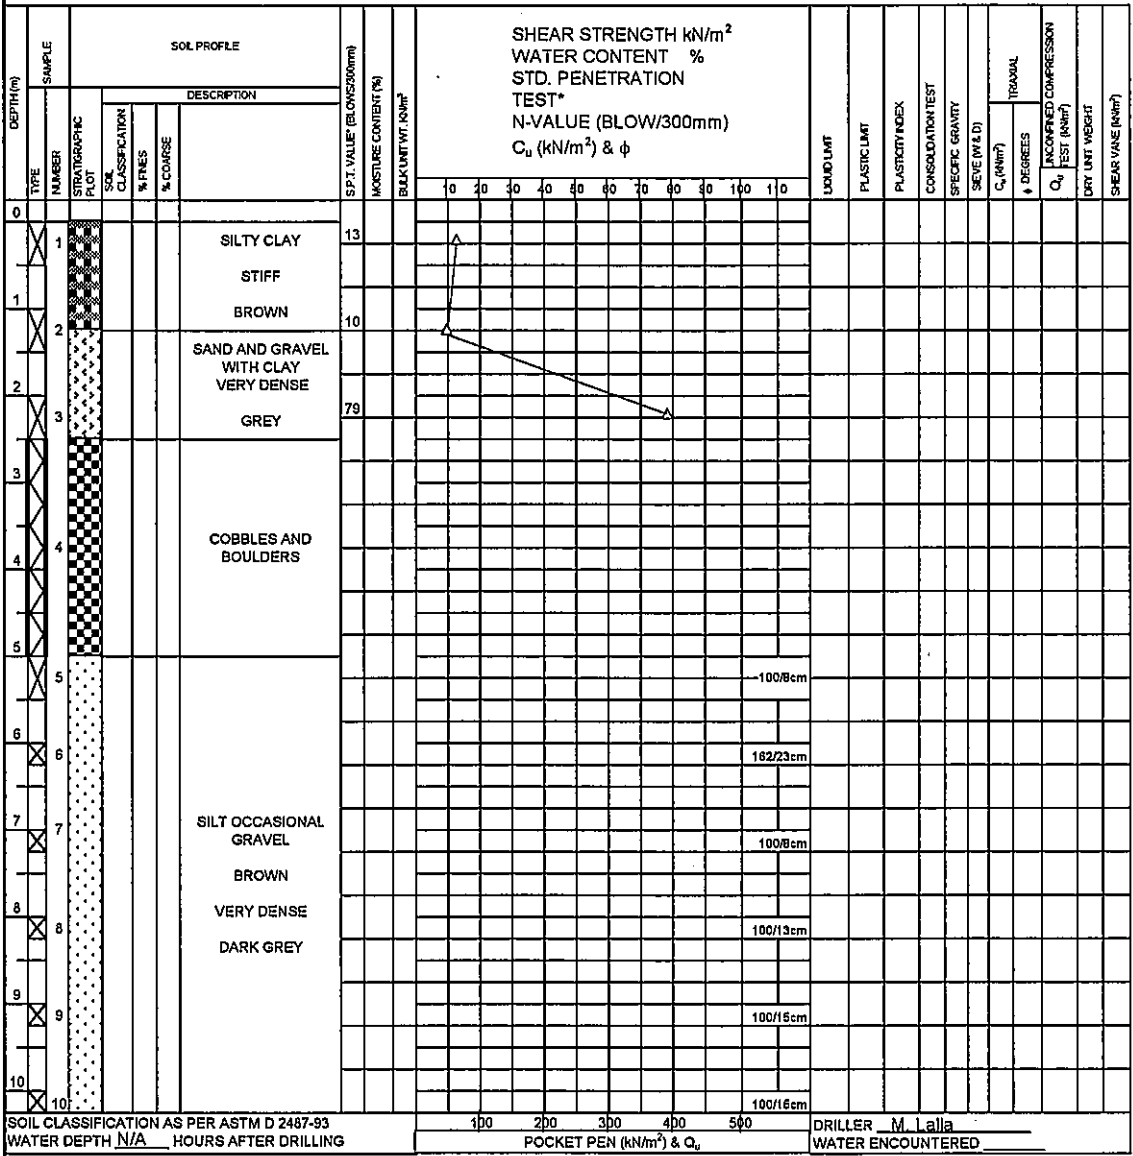 SHEAR STRENGTH kN/m²
WATER CONTENT %
STD. PENETRATION
TEST*
N-VALUE (BLOW/300mm)
Cᵤ (kN/m²) & ϕ
DEPTH (m)
SAMPLE
TYPE
NUMBER
SOIL PROFILE
STRATIGRAPHIC
PLOT
DESCRIPTION
SOIL
CLASSIFICATION
% FINES
% COARSE
S.P.T. VALUE* (BLOWS/300mm)
MOISTURE CONTENT (%)
BULK UNIT WT. KN/m³
10 20 30 40 50 60 70 80 90 100 110
LIQUID LIMIT
PLASTIC LIMIT
PLASTICITY INDEX
CONSOLIDATION TEST
SPECIFIC GRAVITY
SIEVE (W & D)
TRIAXIAL
Cᵤ (kN/m²)
ϕ DEGREES
UNCONFINED COMPRESSION
TEST (kN/m²)
Qᵤ
DRY UNIT WEIGHT
SHEAR VANE (kN/m²)
0
1 SILTY CLAY 13
STIFF
1
BROWN
2 10
SAND AND GRAVEL
WITH CLAY
VERY DENSE
2
3 GREY 79
3
4 COBBLES AND
BOULDERS
4
5
5 100/8cm
6
6 162/23cm
7
7 SILT OCCASIONAL
GRAVEL 100/8cm
BROWN
8
VERY DENSE
8 100/13cm
DARK GREY
9
9 100/15cm
10
10 100/16cm
SOIL CLASSIFICATION AS PER ASTM D 2487-93
WATER DEPTH N/A HOURS AFTER DRILLING
100 200 300 400 500
POCKET PEN (kN/m²) & Qᵤ
DRILLER M. Lalla
WATER ENCOUNTERED